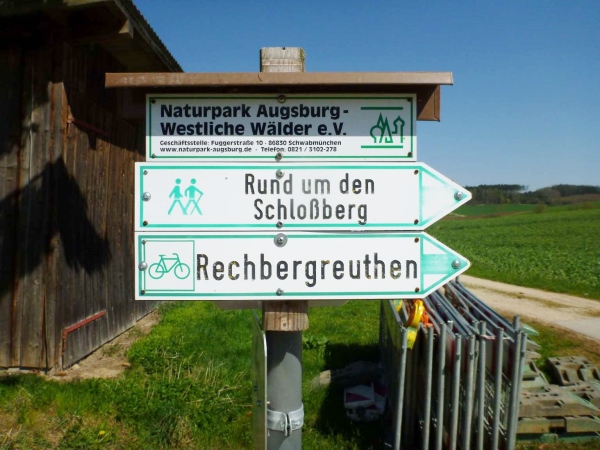 Naturpark Augsburg -
Westliche Wälder e.V.
Geschäftsstelle: Fuggerstraße 10 · 86830 Schwabmünchen
www.naturpark-augsburg.de · Telefon: 0821 / 3102-278
Rund um den
Schloßberg
Rechbergreuthen